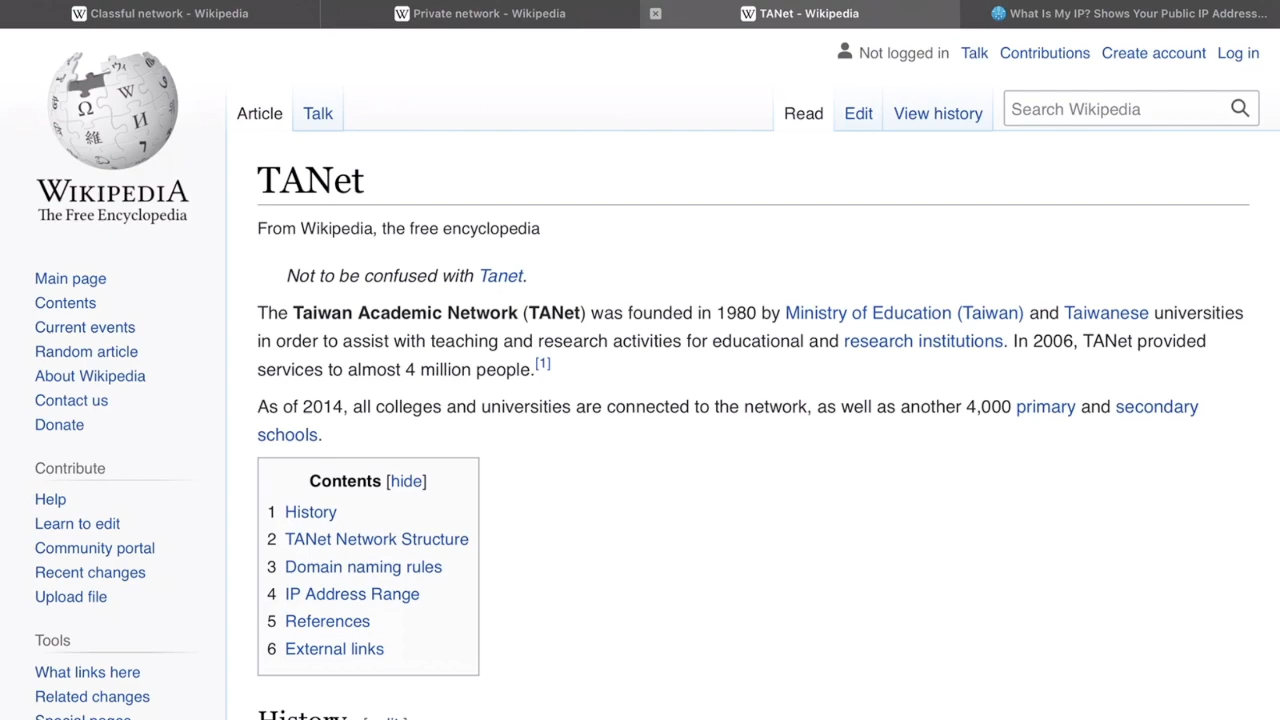 Classful network - Wikipedia
Private network - Wikipedia
TANet - Wikipedia
What Is My IP? Shows Your Public IP Address...
Not logged in Talk Contributions Create account Log in
Article Talk
Read Edit View history
Search Wikipedia
WIKIPEDIA
The Free Encyclopedia
Main page
Contents
Current events
Random article
About Wikipedia
Contact us
Donate
Contribute
Help
Learn to edit
Community portal
Recent changes
Upload file
Tools
What links here
Related changes
Special pages
TANet
From Wikipedia, the free encyclopedia
Not to be confused with Tanet.
The Taiwan Academic Network (TANet) was founded in 1980 by Ministry of Education (Taiwan) and Taiwanese universities
in order to assist with teaching and research activities for educational and research institutions. In 2006, TANet provided
services to almost 4 million people.[1]
As of 2014, all colleges and universities are connected to the network, as well as another 4,000 primary and secondary
schools.
Contents [hide]
1 History
2 TANet Network Structure
3 Domain naming rules
4 IP Address Range
5 References
6 External links
History [edit]